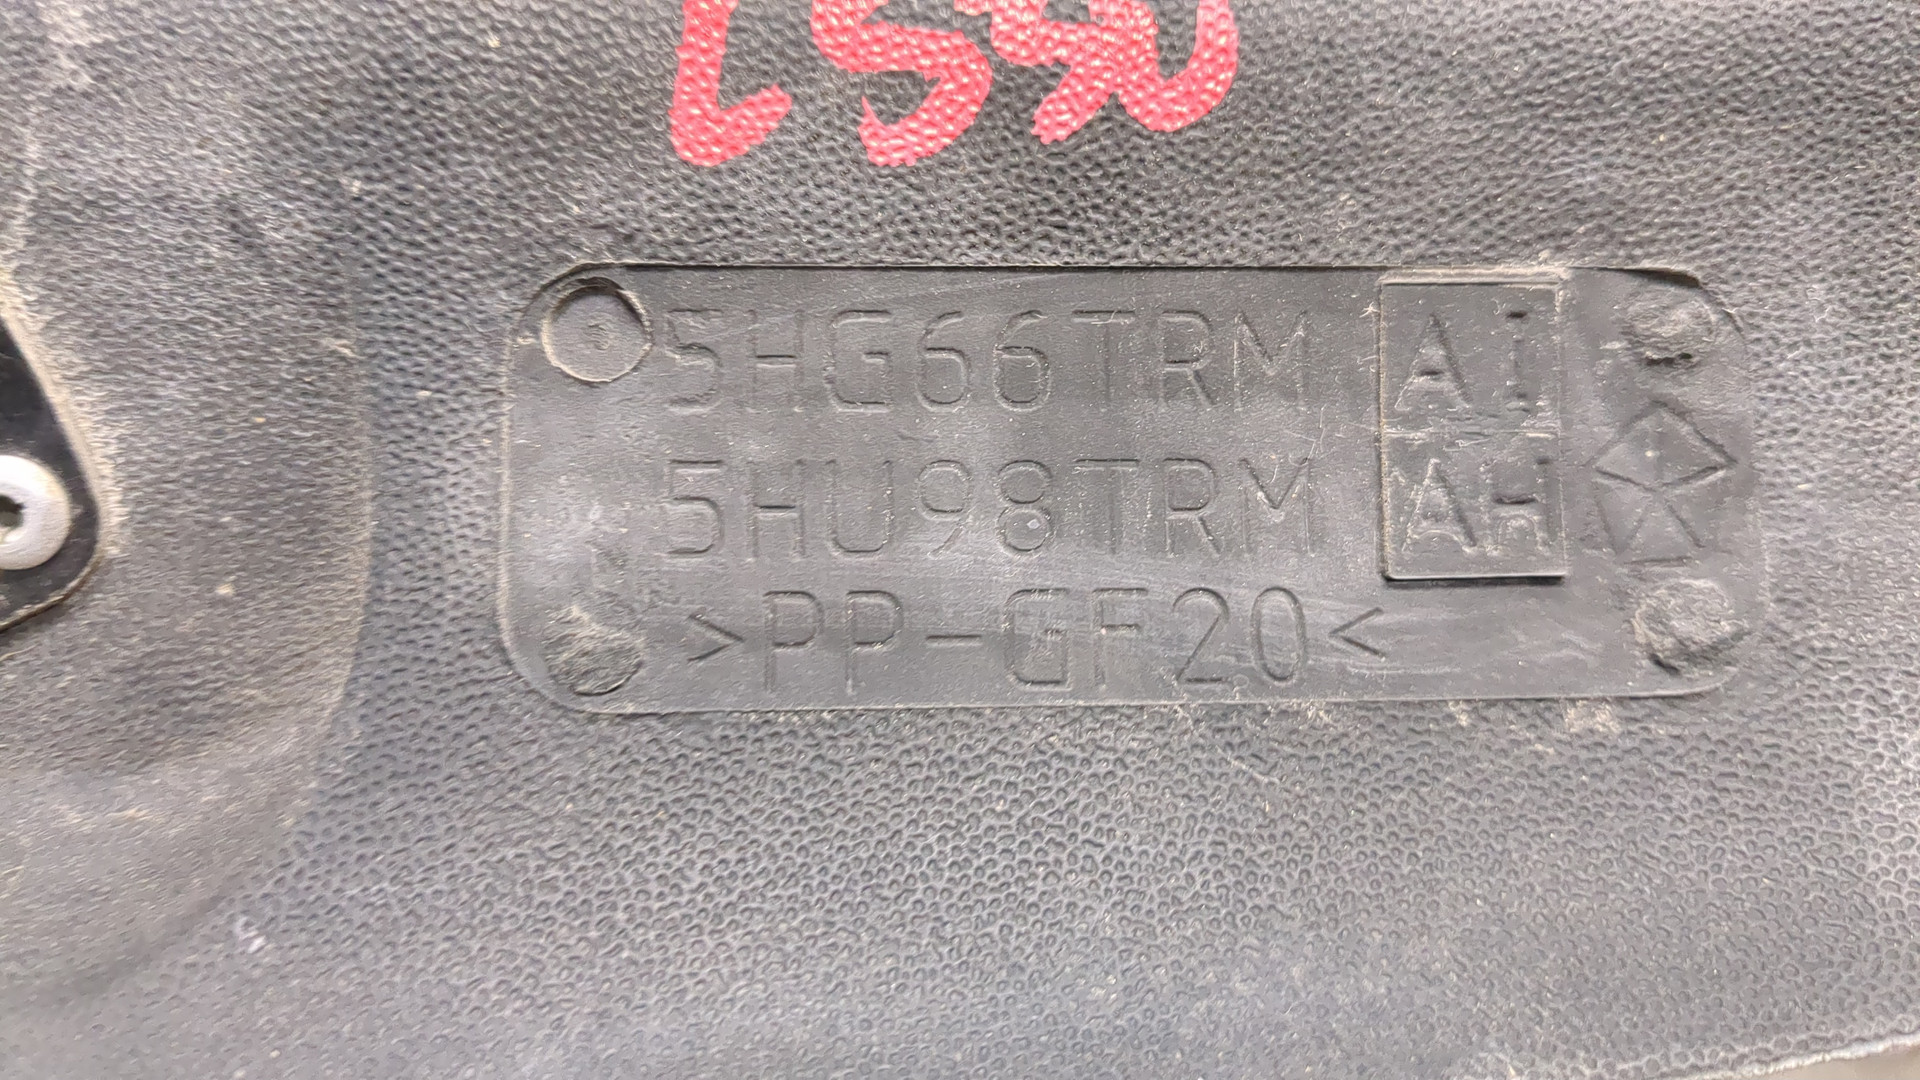 5HG66TRM AI
5HU98TRM AH
>PP-GF20<